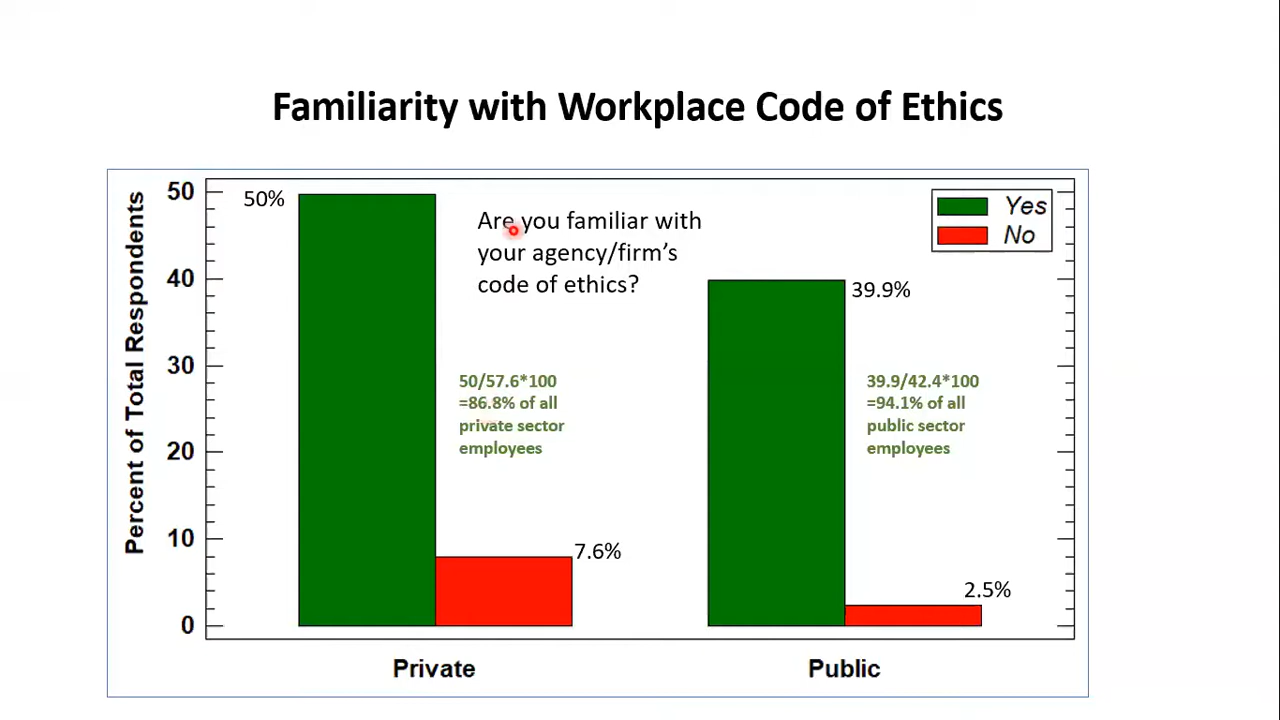 Familiarity with Workplace Code of Ethics
Percent of Total Respondents
50
40
30
20
10
0
50%
Are you familiar with
your agency/firm's
code of ethics?
Yes
No
39.9%
50/57.6*100
=86.8% of all
private sector
employees
39.9/42.4*100
=94.1% of all
public sector
employees
7.6%
2.5%
Private
Public